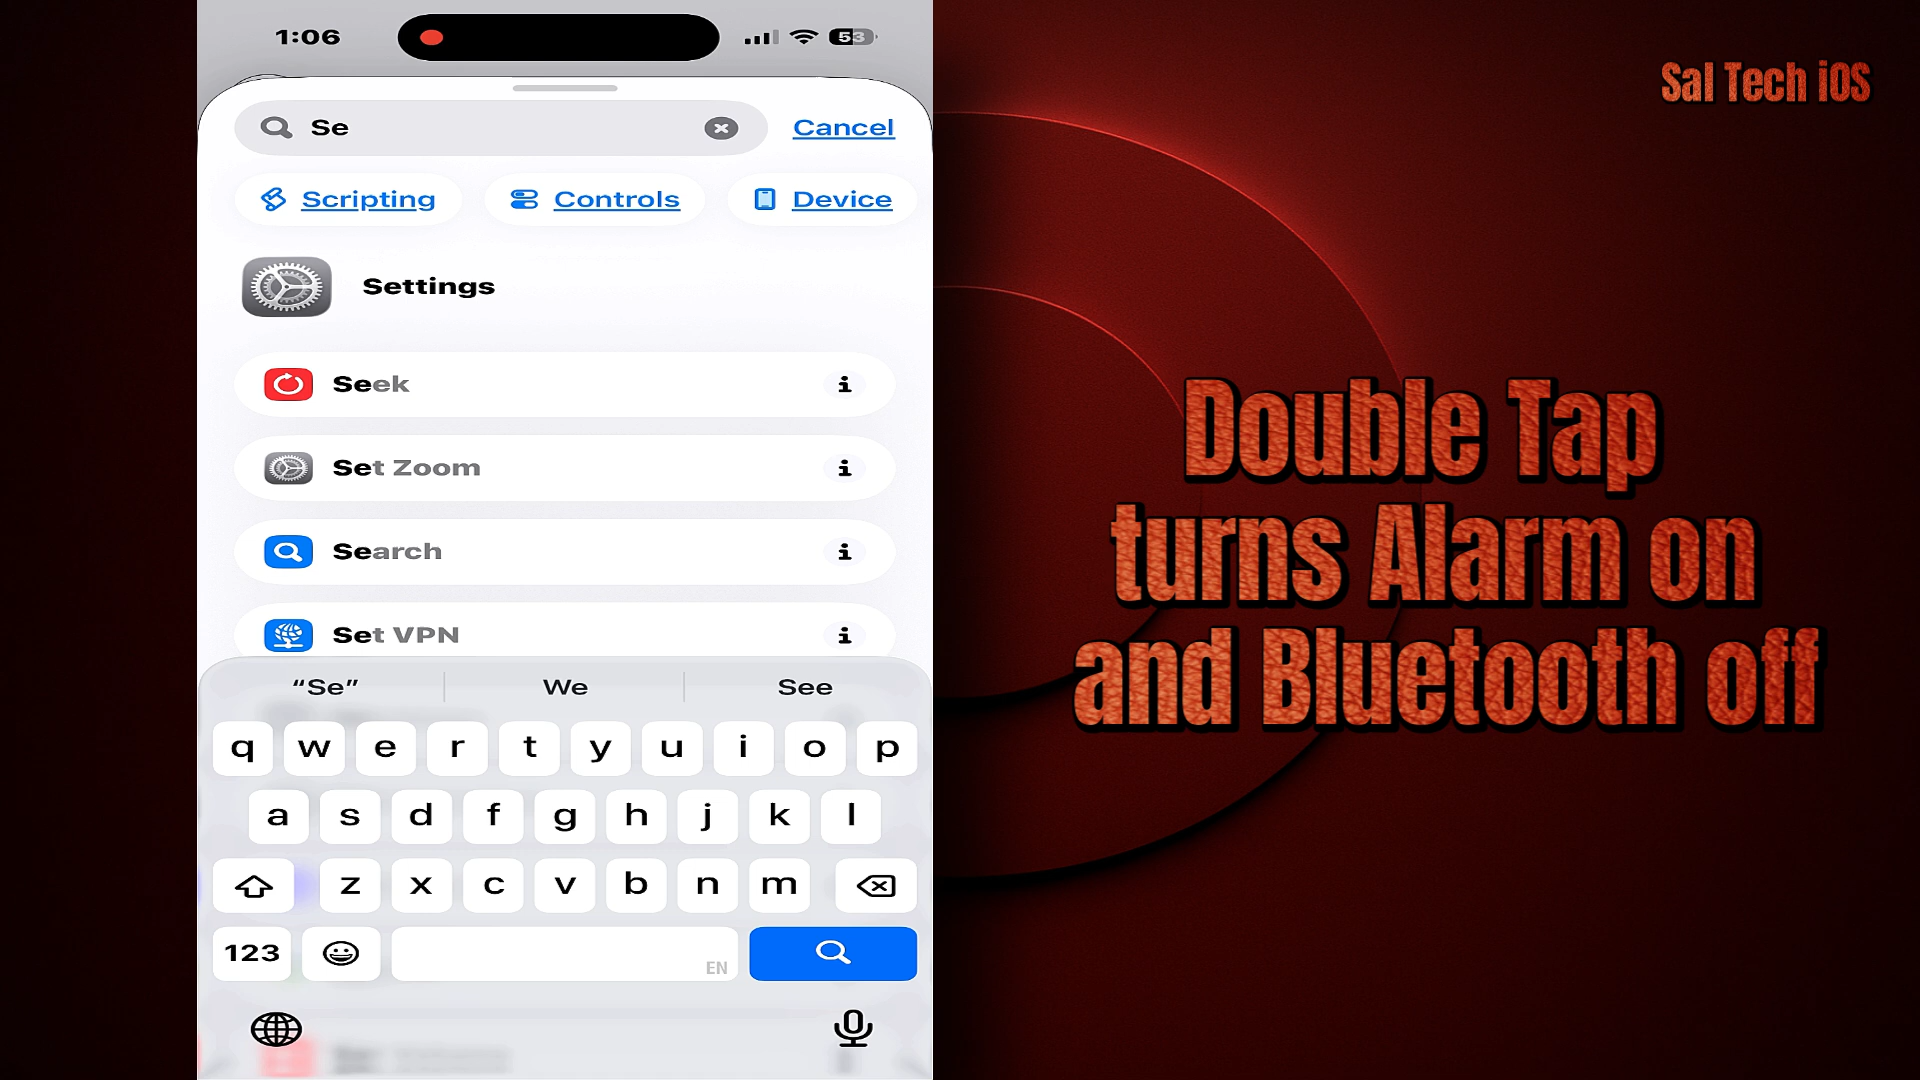 1:06
53
Se
Cancel
Scripting
Controls
Device
Settings
Seek
Set Zoom
Search
Set VPN
“Se”
We
See
q w e r t y u i o p
a s d f g h j k l
z x c v b n m
123
EN
Sal Tech iOS
Double Tap
turns Alarm on
and Bluetooth off